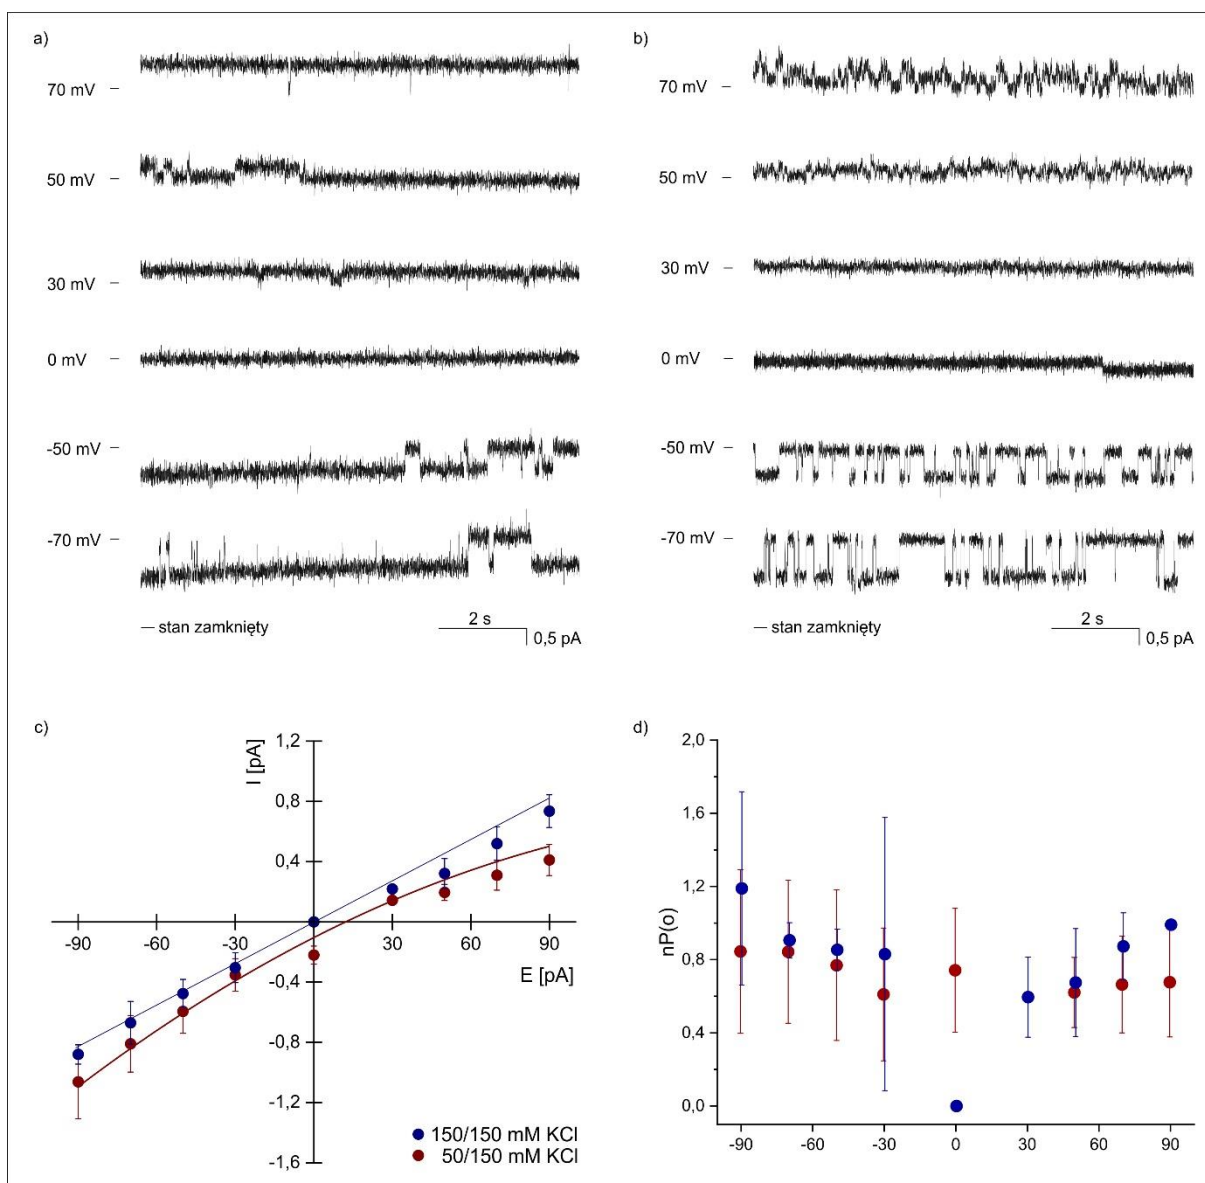 a)
70 mV –
50 mV –
30 mV –
0 mV –
-50 mV –
-70 mV –
— stan zamknięty
2 s
0,5 pA
b)
70 mV –
50 mV –
30 mV –
0 mV –
-50 mV –
-70 mV –
— stan zamknięty
2 s
0,5 pA
c)
I [pA]
1,2
0,8
0,4
-90 -60 -30 30 60 90
E [pA]
-0,4
-0,8
-1,2
-1,6
150/150 mM KCl
50/150 mM KCl
d)
nP(o)
2,0
1,6
1,2
0,8
0,4
0,0
-90 -60 -30 0 30 60 90